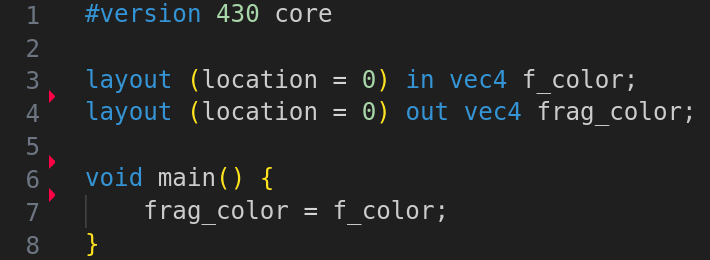 1 #version 430 core
2
3 layout (location = 0) in vec4 f_color;
4 layout (location = 0) out vec4 frag_color;
5
6 void main() {
7     frag_color = f_color;
8 }